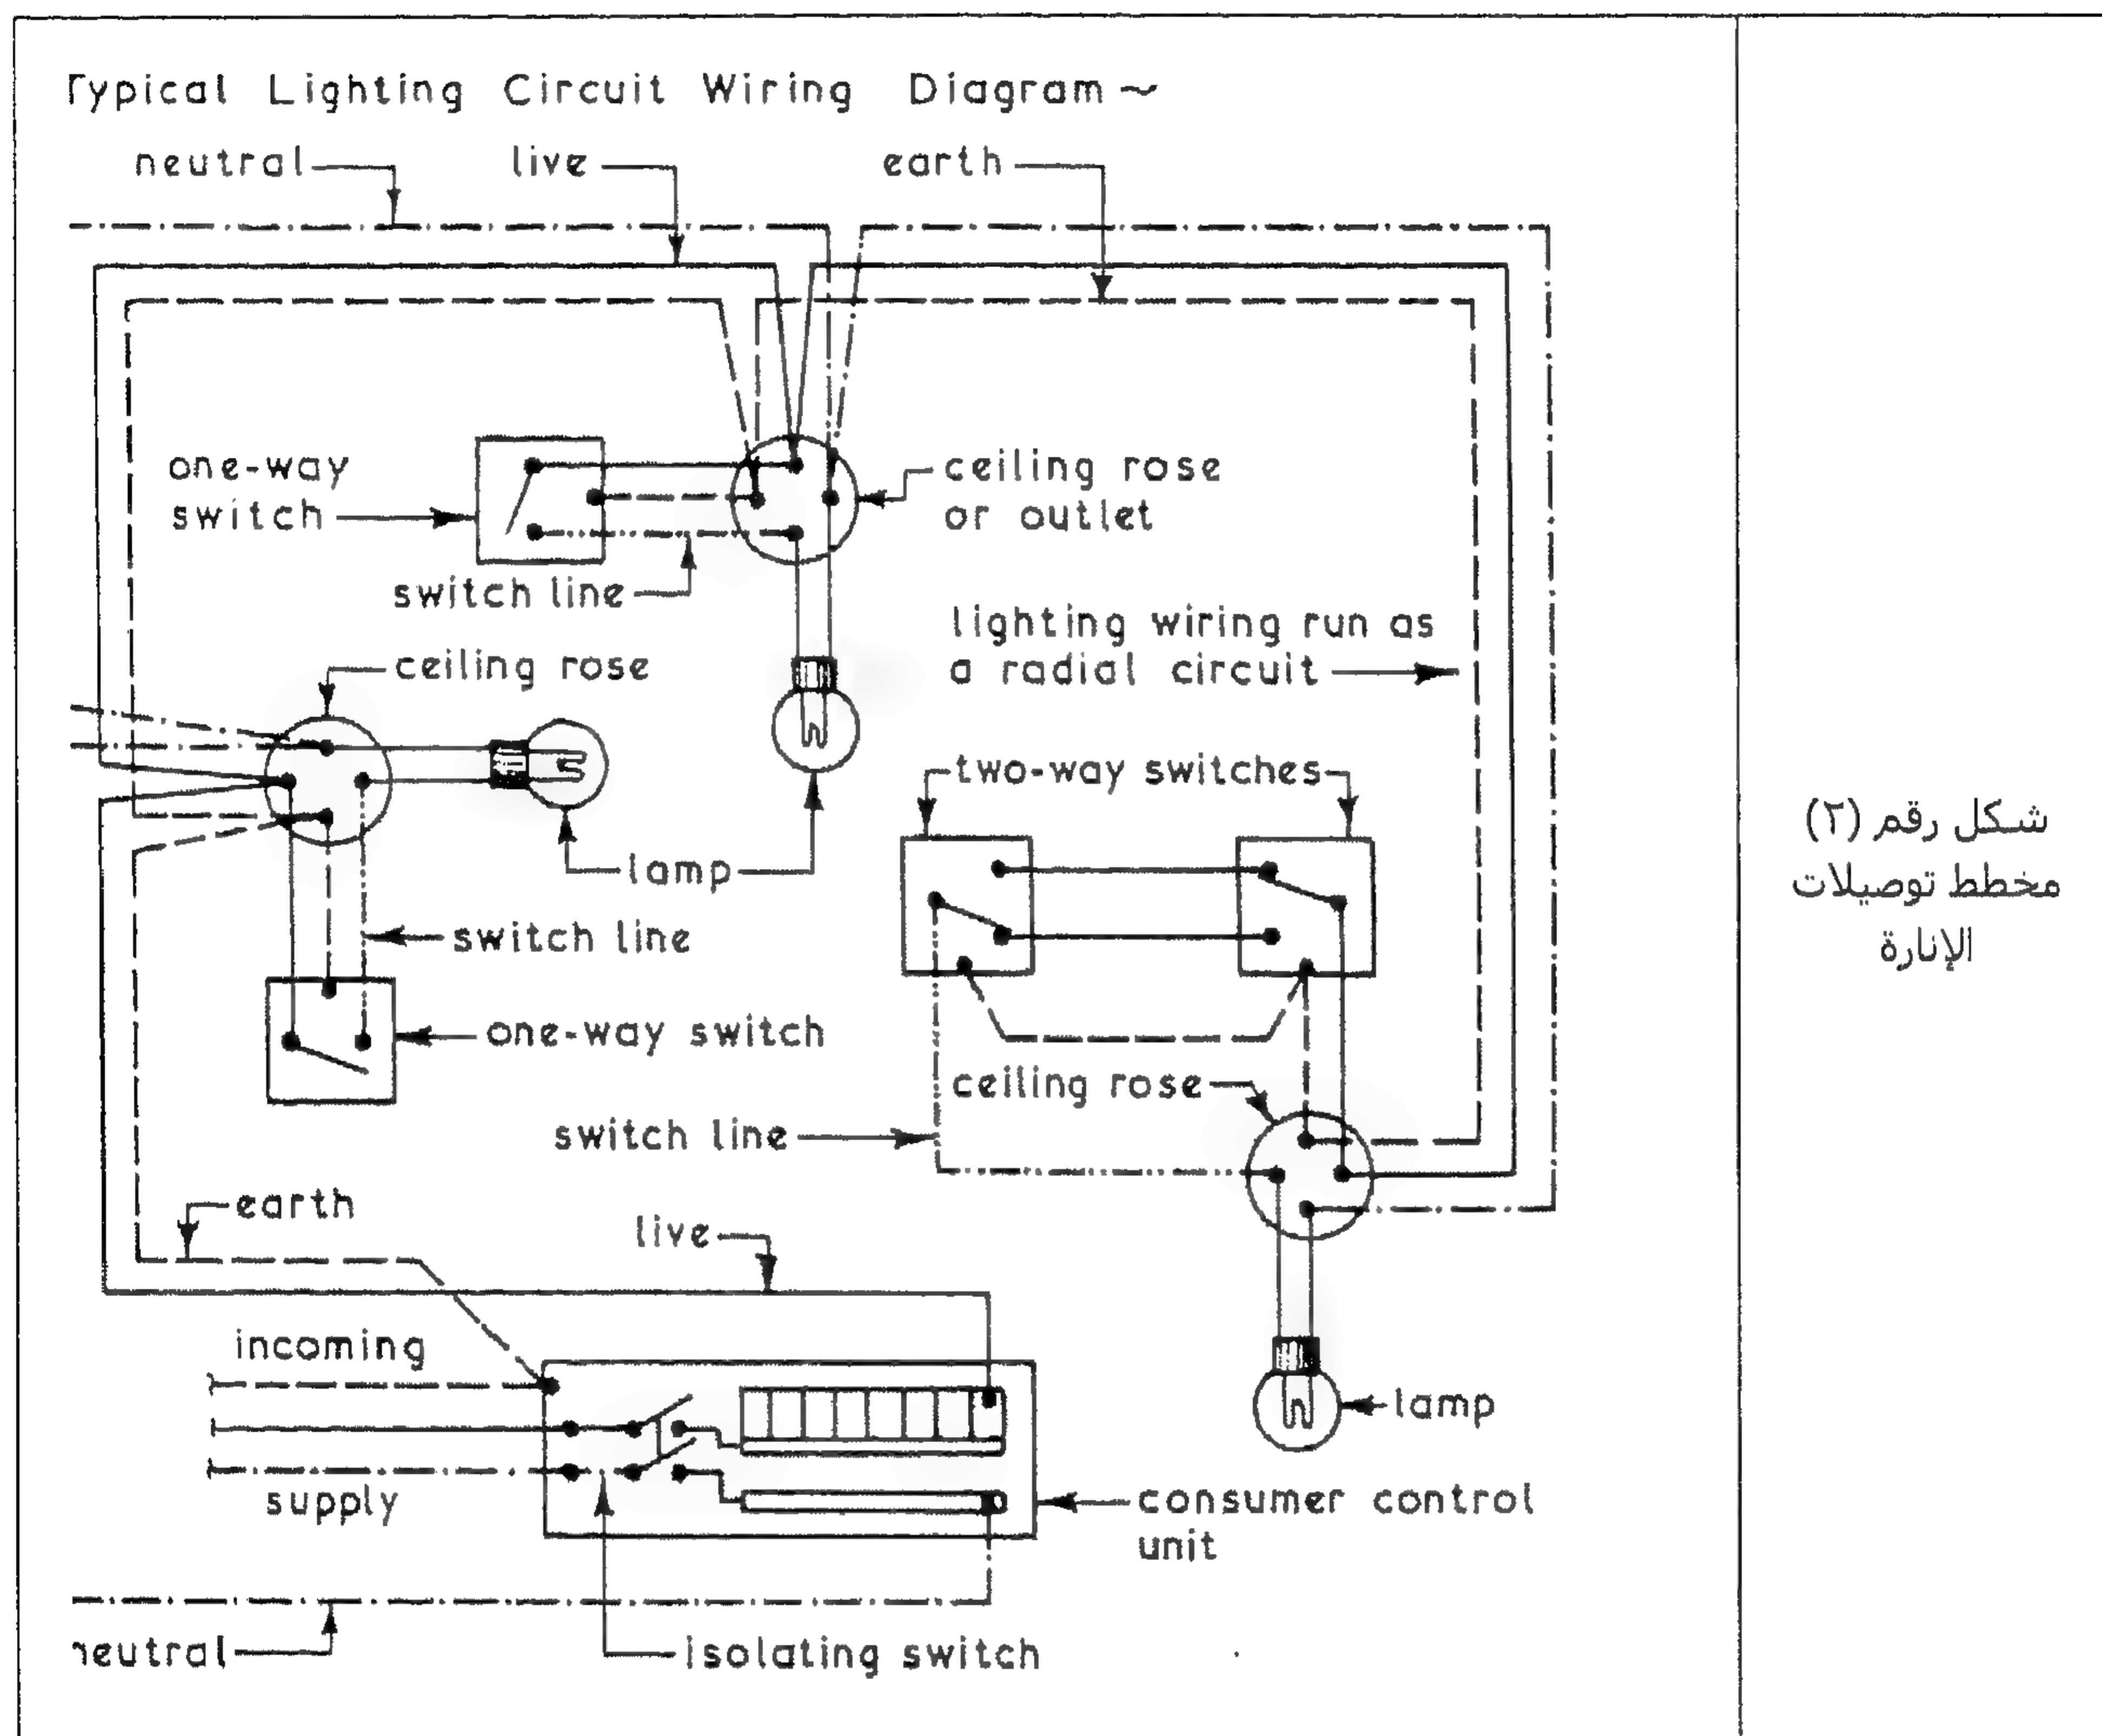 Typical Lighting Circuit Wiring Diagram ~
neutral
live
earth
one-way
switch
ceiling rose
or outlet
switch line
lighting wiring run as
a radial circuit
ceiling rose
two-way switches
lamp
switch line
one-way switch
ceiling rose
switch line
earth
live
incoming
supply
lamp
consumer control
unit
neutral
isolating switch
شكل رقم (٢)
مخطط توصيلات
الإنارة